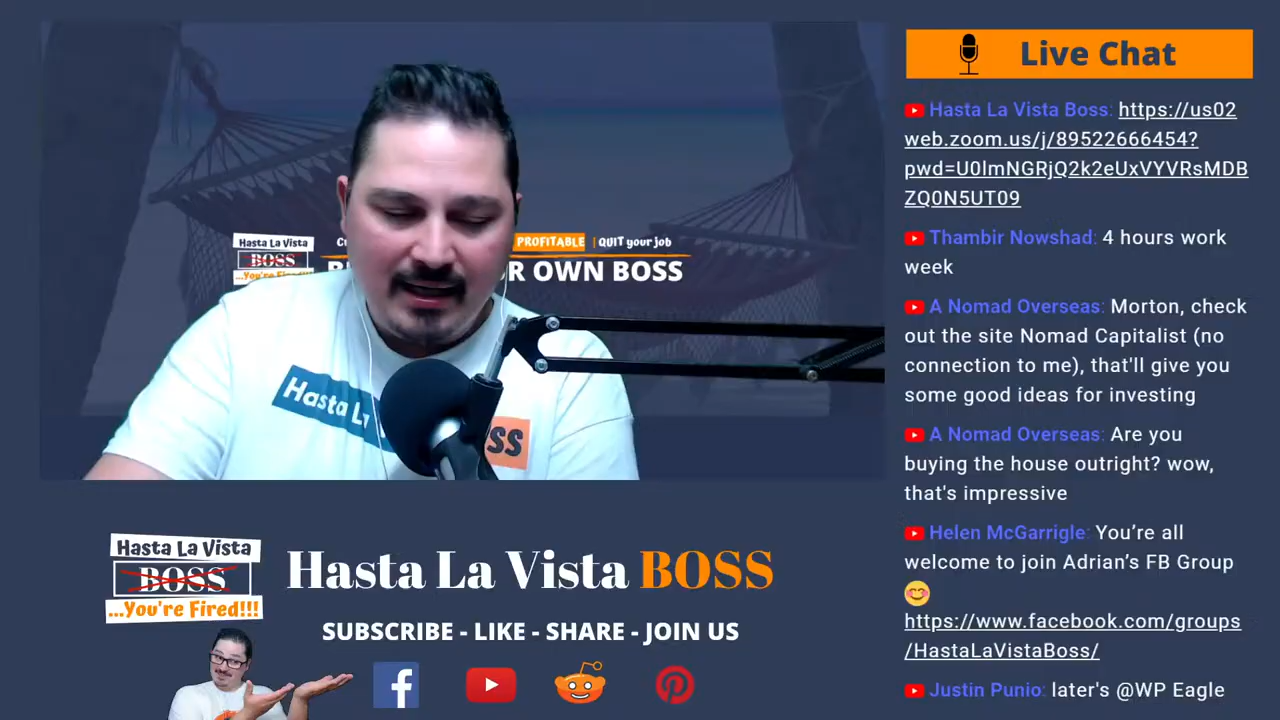 Live Chat
Hasta La Vista Boss: https://us02
web.zoom.us/j/89522666454?
pwd=U0lmNGRjQ2k2eUxVYVRsMDB
ZQ0N5UT09
Thambir Nowshad: 4 hours work
week
A Nomad Overseas: Morton, check
out the site Nomad Capitalist (no
connection to me), that'll give you
some good ideas for investing
A Nomad Overseas: Are you
buying the house outright? wow,
that's impressive
Helen McGarrigle: You’re all
welcome to join Adrian’s FB Group
😊
https://www.facebook.com/groups
/HastaLaVistaBoss/
Justin Punio: later's @WP Eagle
Hasta La Vista
BOSS
PROFITABLE | QUIT your job
OWN BOSS
Hasta
SS
Hasta La Vista
BOSS
...You're Fired!!!
Hasta La Vista BOSS
SUBSCRIBE - LIKE - SHARE - JOIN US